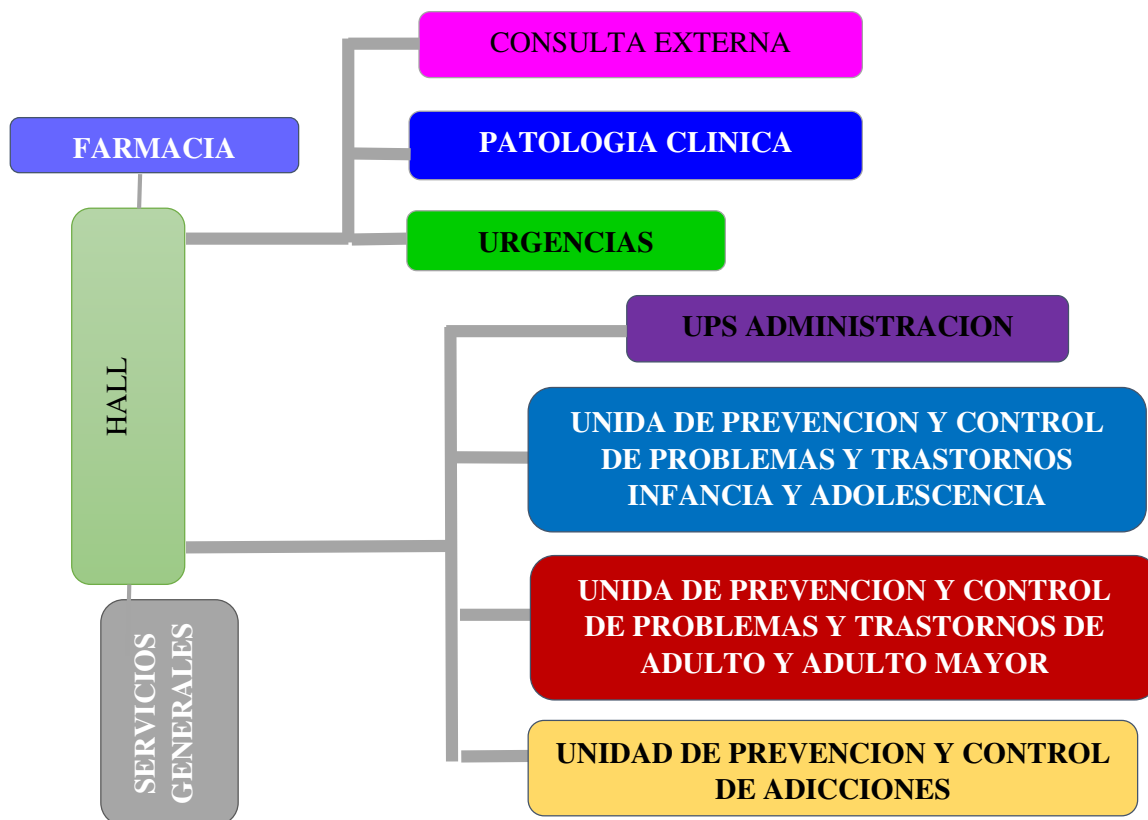 CONSULTA EXTERNA
FARMACIA
PATOLOGIA CLINICA
URGENCIAS
HALL
UPS ADMINISTRACION
UNIDA DE PREVENCION Y CONTROL
DE PROBLEMAS Y TRASTORNOS
INFANCIA Y ADOLESCENCIA
UNIDA DE PREVENCION Y CONTROL
DE PROBLEMAS Y TRASTORNOS DE
ADULTO Y ADULTO MAYOR
SERVICIOS
GENERALES
UNIDAD DE PREVENCION Y CONTROL
DE ADICCIONES